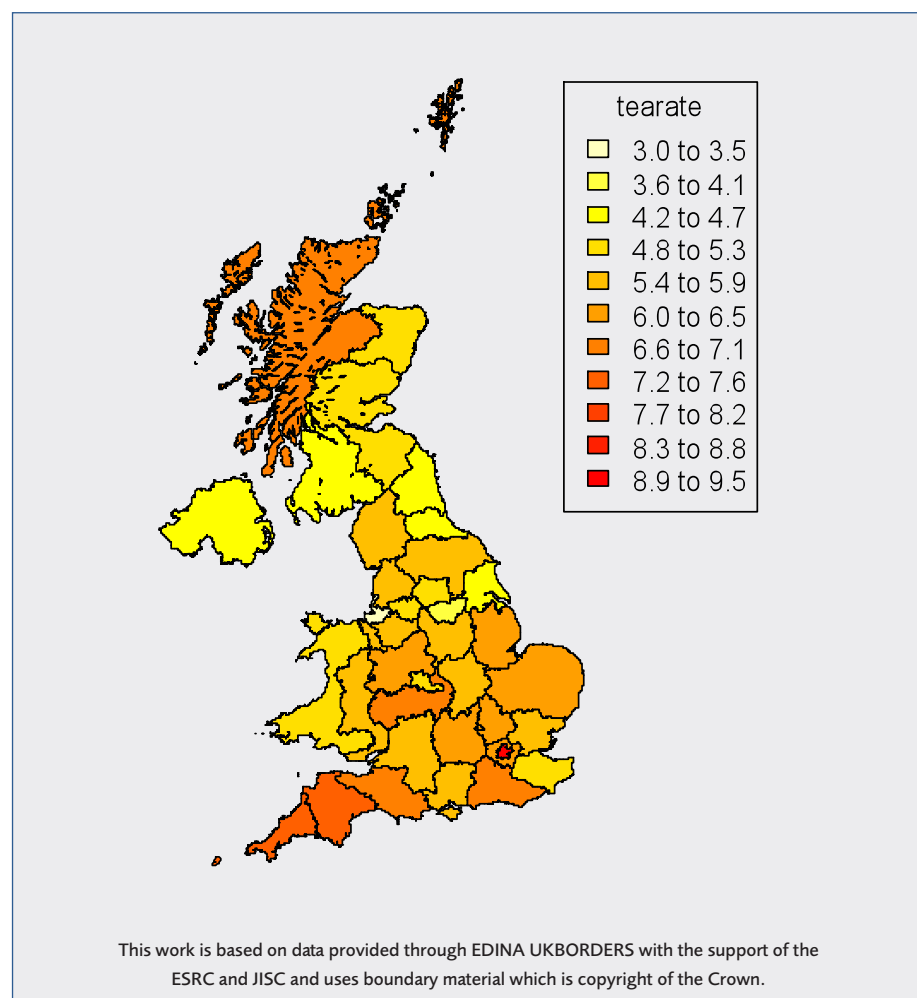 tearate
3.0 to 3.5
3.6 to 4.1
4.2 to 4.7
4.8 to 5.3
5.4 to 5.9
6.0 to 6.5
6.6 to 7.1
7.2 to 7.6
7.7 to 8.2
8.3 to 8.8
8.9 to 9.5
This work is based on data provided through EDINA UKBORDERS with the support of the
ESRC and JISC and uses boundary material which is copyright of the Crown.